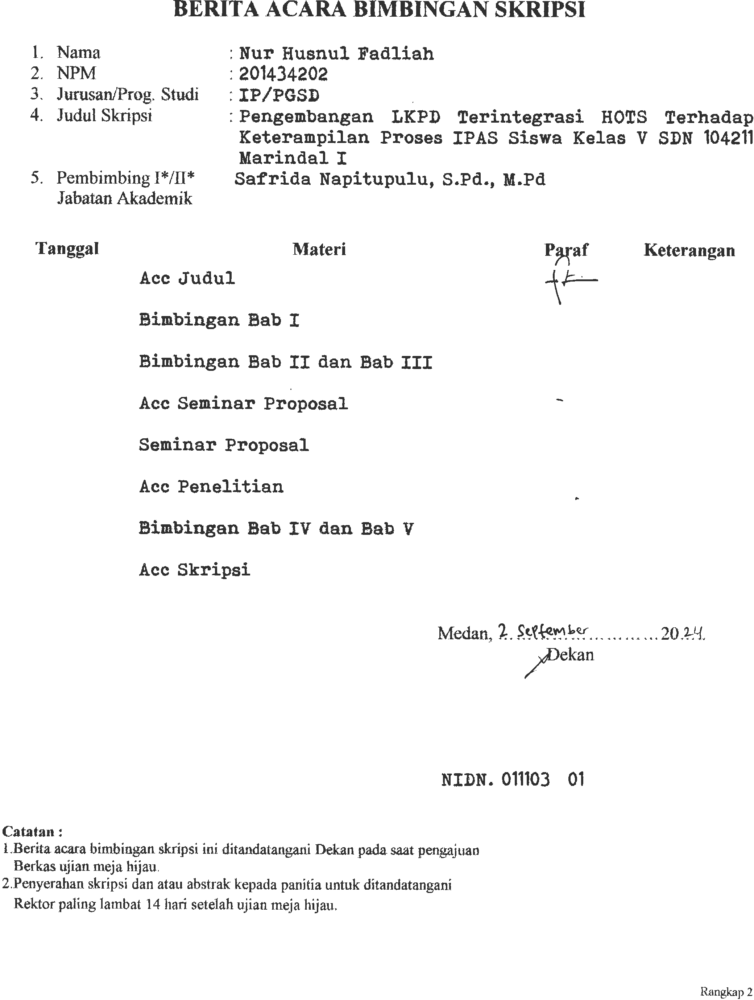 BERITA ACARA BIMBINGAN SKRIPSI
1. Nama : Nur Husnul Fadliah
2. NPM : 201434202
3. Jurusan/Prog. Studi : IP/PGSD
4. Judul Skripsi : Pengembangan LKPD Terintegrasi HOTS Terhadap
Keterampilan Proses IPAS Siswa Kelas V SDN 104211
Marindal I
5. Pembimbing I*/II* Safrida Napitupulu, S.Pd., M.Pd
Jabatan Akademik
Tanggal Materi Paraf Keterangan
Acc Judul
Bimbingan Bab I
Bimbingan Bab II dan Bab III
Acc Seminar Proposal
Seminar Proposal
Acc Penelitian
Bimbingan Bab IV dan Bab V
Acc Skripsi
Medan, 2 September 2024
Dekan
NIDN. 011103 01
Catatan :
1.Berita acara bimbingan skripsi ini ditandatangani Dekan pada saat pengajuan
Berkas ujian meja hijau.
2.Penyerahan skripsi dan atau abstrak kepada panitia untuk ditandatangani
Rektor paling lambat 14 hari setelah ujian meja hijau.
Rangkap 2